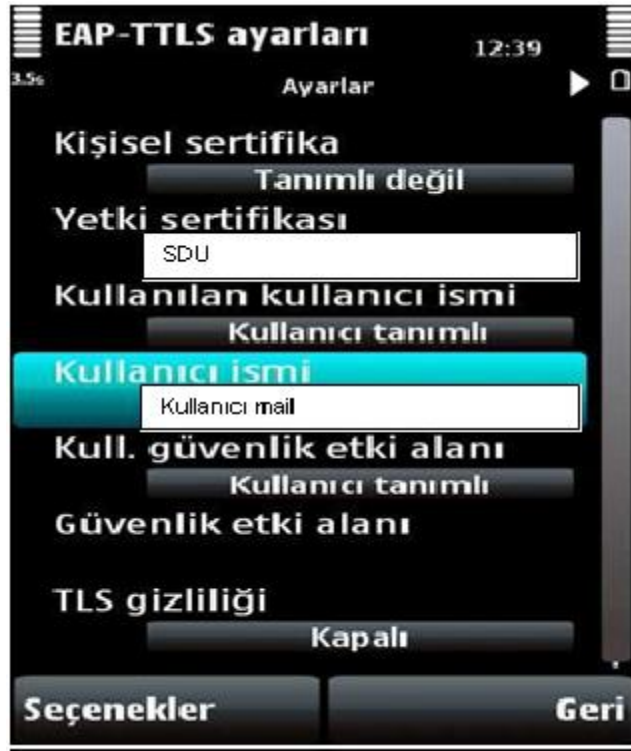 EAP-TTLS ayarları
12:39
3.5G
Ayarlar
Kişisel sertifika
Tanımlı değil
Yetki sertifikası
SDU
Kullanılan kullanıcı ismi
Kullanıcı tanımlı
Kullanıcı ismi
Kullanıcı mail
Kull. güvenlik etki alanı
Kullanıcı tanımlı
Güvenlik etki alanı
TLS gizliliği
Kapalı
Seçenekler Geri